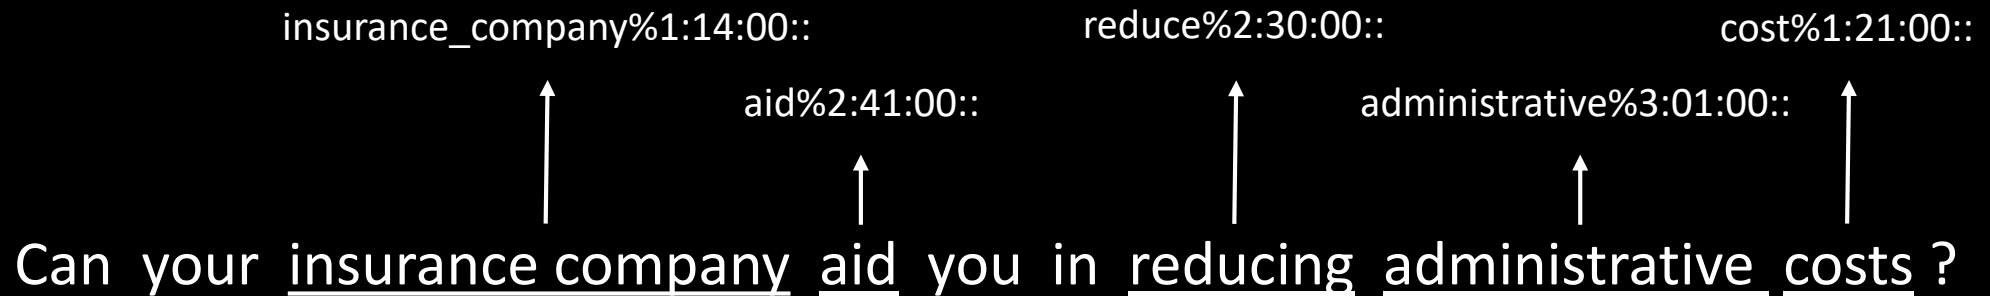 insurance_company%1:14:00:: reduce%2:30:00:: cost%1:21:00::
aid%2:41:00:: administrative%3:01:00::
Can your insurance company aid you in reducing administrative costs ?